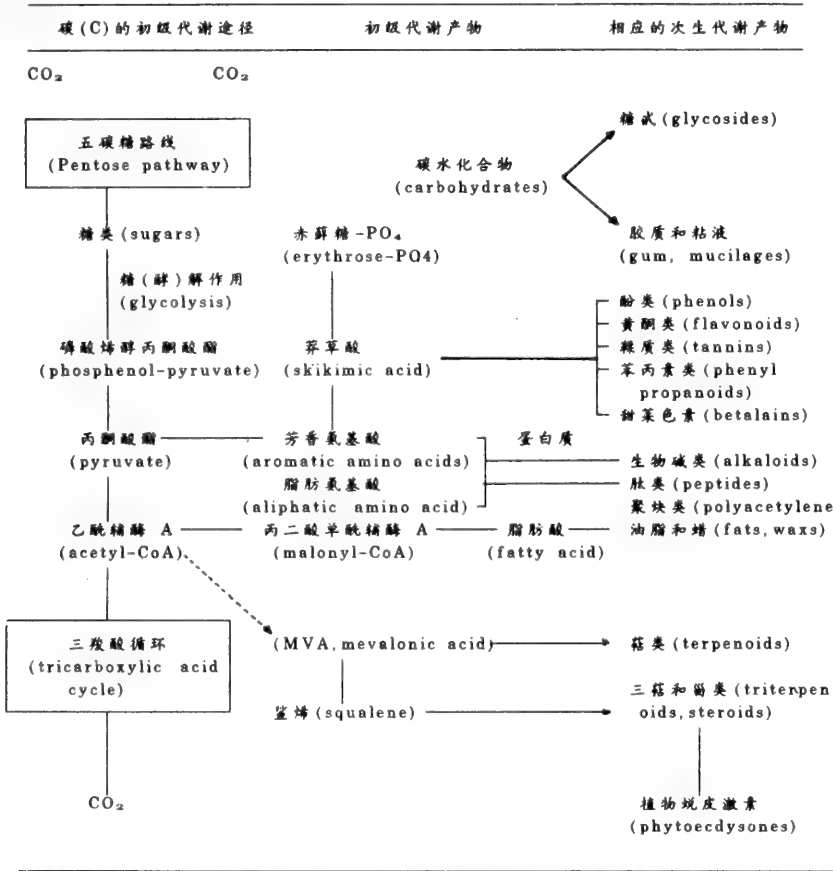 碳(C)的初级代谢途径 初级代谢产物 相应的次生代谢产物
CO₂ CO₂
糖甙(glycosides)
五碳糖路线
(Pentose pathway)
碳水化合物
(carbohydrates)
糖类(sugars) 赤藓糖-PO₄ 胶质和粘液
(erythrose-PO4) (gum, mucilages)
糖(酵)解作用
(glycolysis)
酚类(phenols)
黄酮类(flavonoids)
磷酸烯醇丙酮酸酯 莽草酸 鞣质类(tannins)
(phosphenol-pyruvate) (skikimic acid) 苯丙素类(phenyl
propanoids)
甜菜色素(betalains)
丙酮酸酯 芳香氨基酸 蛋白质
(pyruvate) (aromatic amino acids) 生物碱类(alkaloids)
脂肪氨基酸 肽类(peptides)
(aliphatic amino acid) 聚炔类(polyacetylene
乙酰辅酶 A 丙二酸单酰辅酶 A 脂肪酸 油脂和蜡(fats,waxs)
(acetyl-CoA) (malonyl-CoA) (fatty acid)
三羧酸循环 (MVA,mevalonic acid) 萜类(terpenoids)
(tricarboxylic acid
cycle)
三萜和甾类(triterpen
鲨烯(squalene) oids,steroids)
CO₂ 植物蜕皮激素
(phytoecdysones)